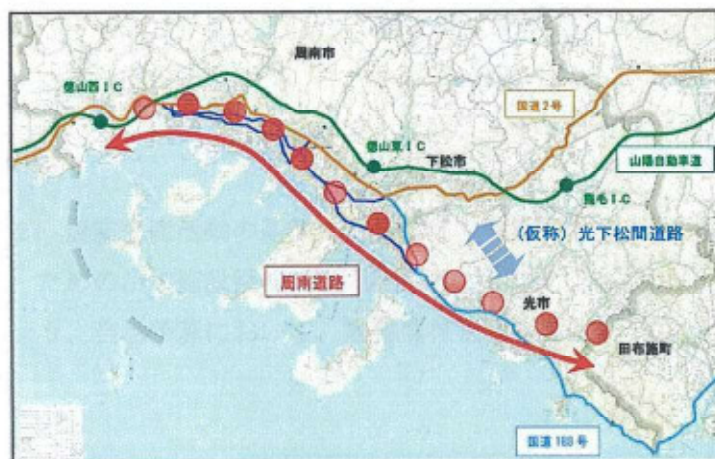 周南市
徳山西IC
国道2号
徳山東IC
下松市
山陽自動車道
熊毛IC
(仮称) 光下松間道路
周南道路
光市
田布施町
国道188号